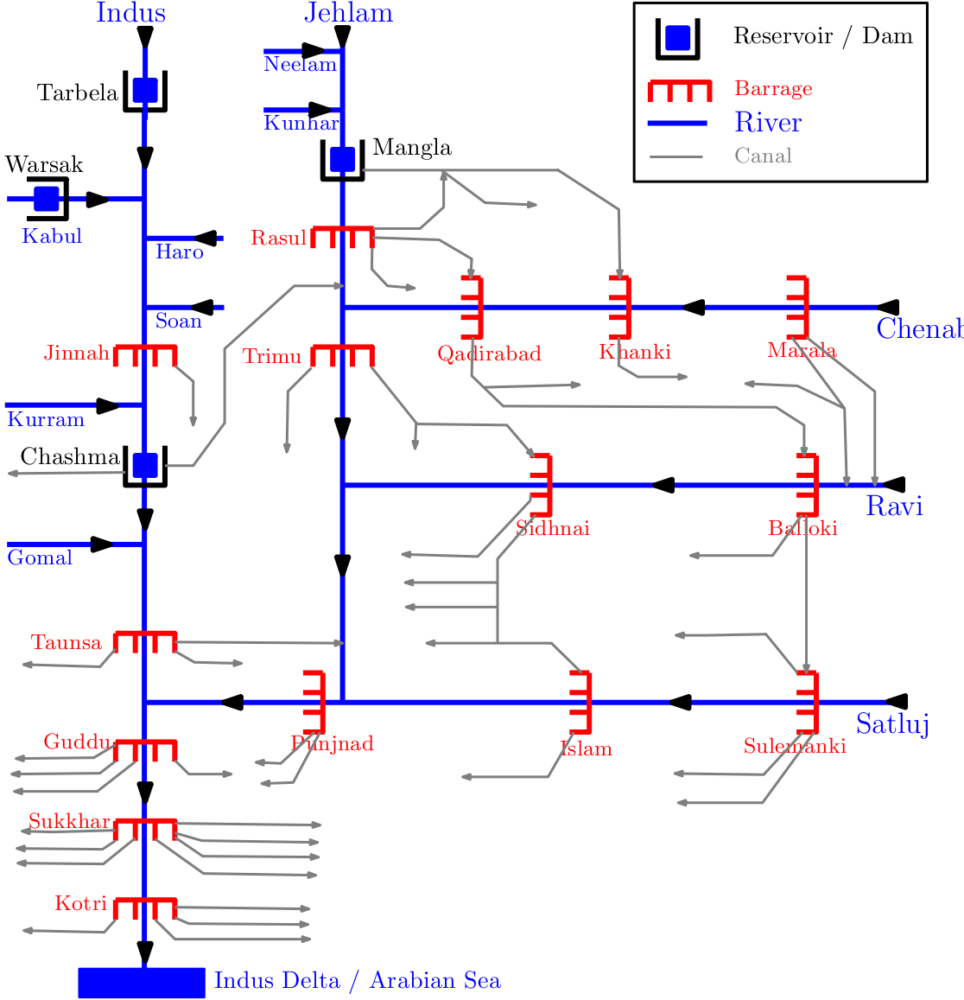 Indus
Jehlam
Reservoir / Dam
Neelam
Tarbela
Barrage
Kunhar
River
Mangla
Canal
Warsak
Kabul
Rasul
Haro
Soan
Chenab
Jinnah
Trimu
Qadirabad
Khanki
Marala
Kurram
Chashma
Ravi
Sidhnai
Balloki
Gomal
Taunsa
Satluj
Guddu
Punjnad
Islam
Sulemanki
Sukkhar
Kotri
Indus Delta / Arabian Sea